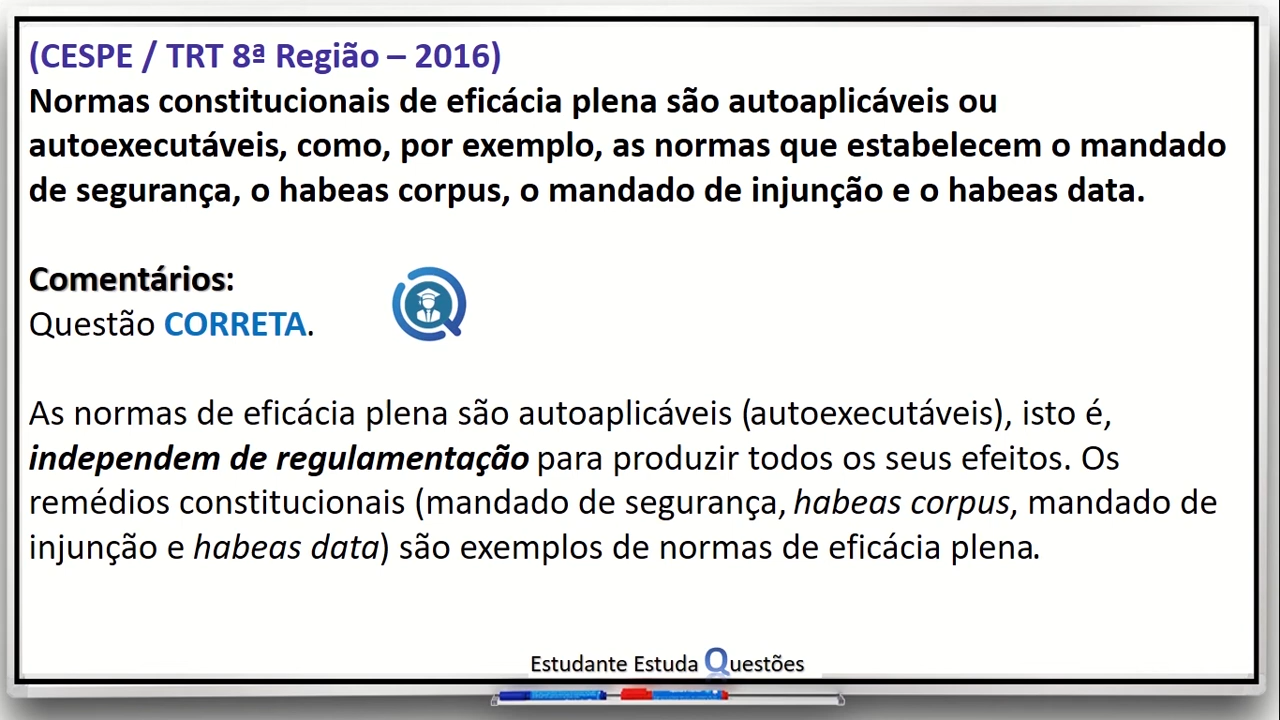 (CESPE / TRT 8ª Região – 2016)
Normas constitucionais de eficácia plena são autoaplicáveis ou
autoexecutáveis, como, por exemplo, as normas que estabelecem o mandado
de segurança, o habeas corpus, o mandado de injunção e o habeas data.
Comentários:
Questão CORRETA.
As normas de eficácia plena são autoaplicáveis (autoexecutáveis), isto é,
independem de regulamentação para produzir todos os seus efeitos. Os
remédios constitucionais (mandado de segurança, habeas corpus, mandado de
injunção e habeas data) são exemplos de normas de eficácia plena.
Estudante Estuda Questões